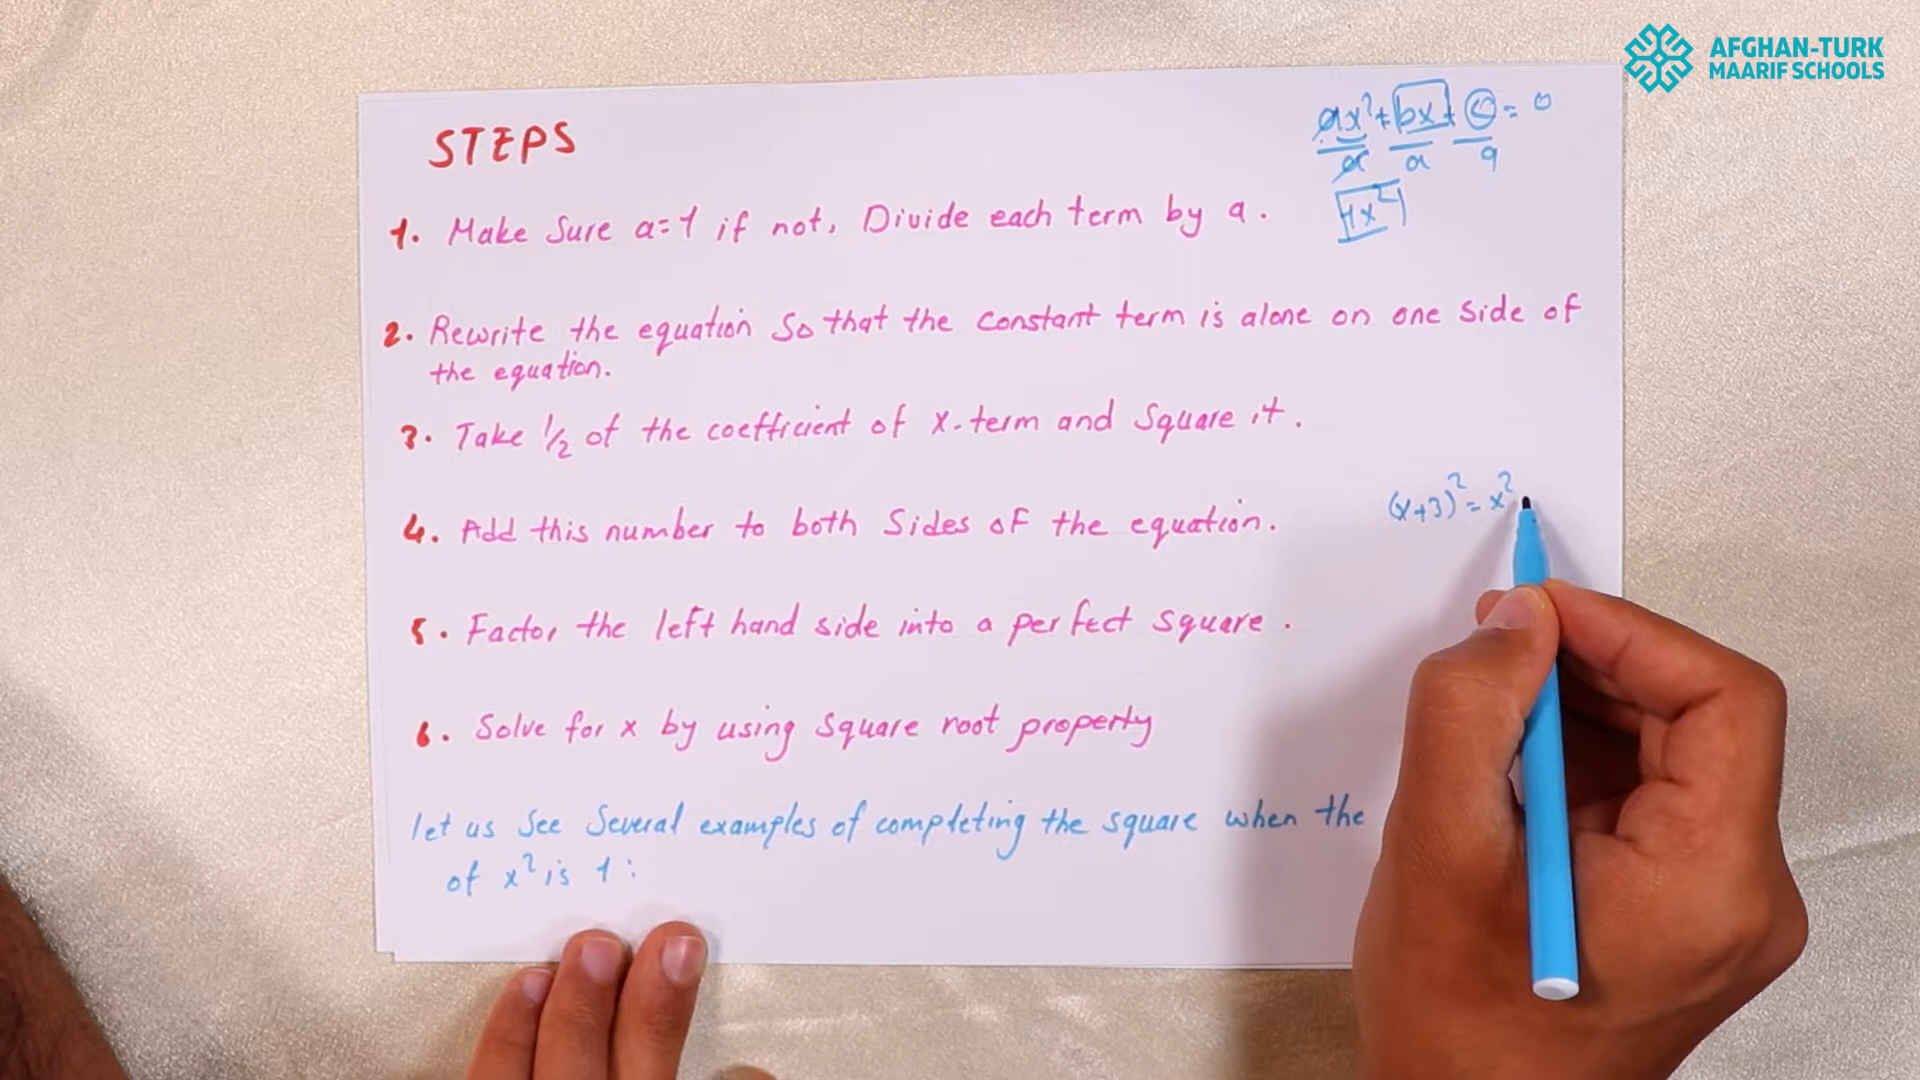 AFGHAN-TURK
MAARIF SCHOOLS
STEPS
ax²+bx+c=0
a a a
1x²
1. Make Sure a=1 if not, Divide each term by a.
2. Rewrite the equation So that the constant term is alone on one side of
the equation.
3. Take 1/2 of the coefficient of x-term and Square it.
(x+3)²=x²
4. Add this number to both Sides of the equation.
5. Factor the left hand side into a perfect square.
6. Solve for x by using square root property
let us See Several examples of completing the square when the
of x² is 1: